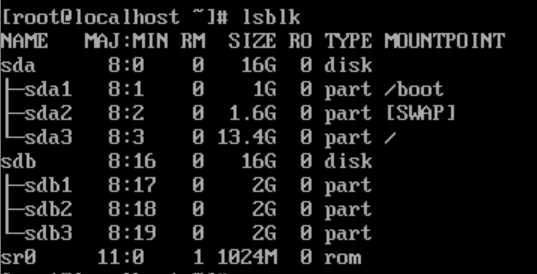 [root@localhost ~]# lsblk
NAME   MAJ:MIN RM  SIZE RO TYPE MOUNTPOINT
sda      8:0    0   16G  0 disk
├─sda1   8:1    0    1G  0 part /boot
├─sda2   8:2    0  1.6G  0 part [SWAP]
└─sda3   8:3    0 13.4G  0 part /
sdb      8:16   0   16G  0 disk
├─sdb1   8:17   0    2G  0 part
├─sdb2   8:18   0    2G  0 part
└─sdb3   8:19   0    2G  0 part
sr0     11:0    1 1024M  0 rom